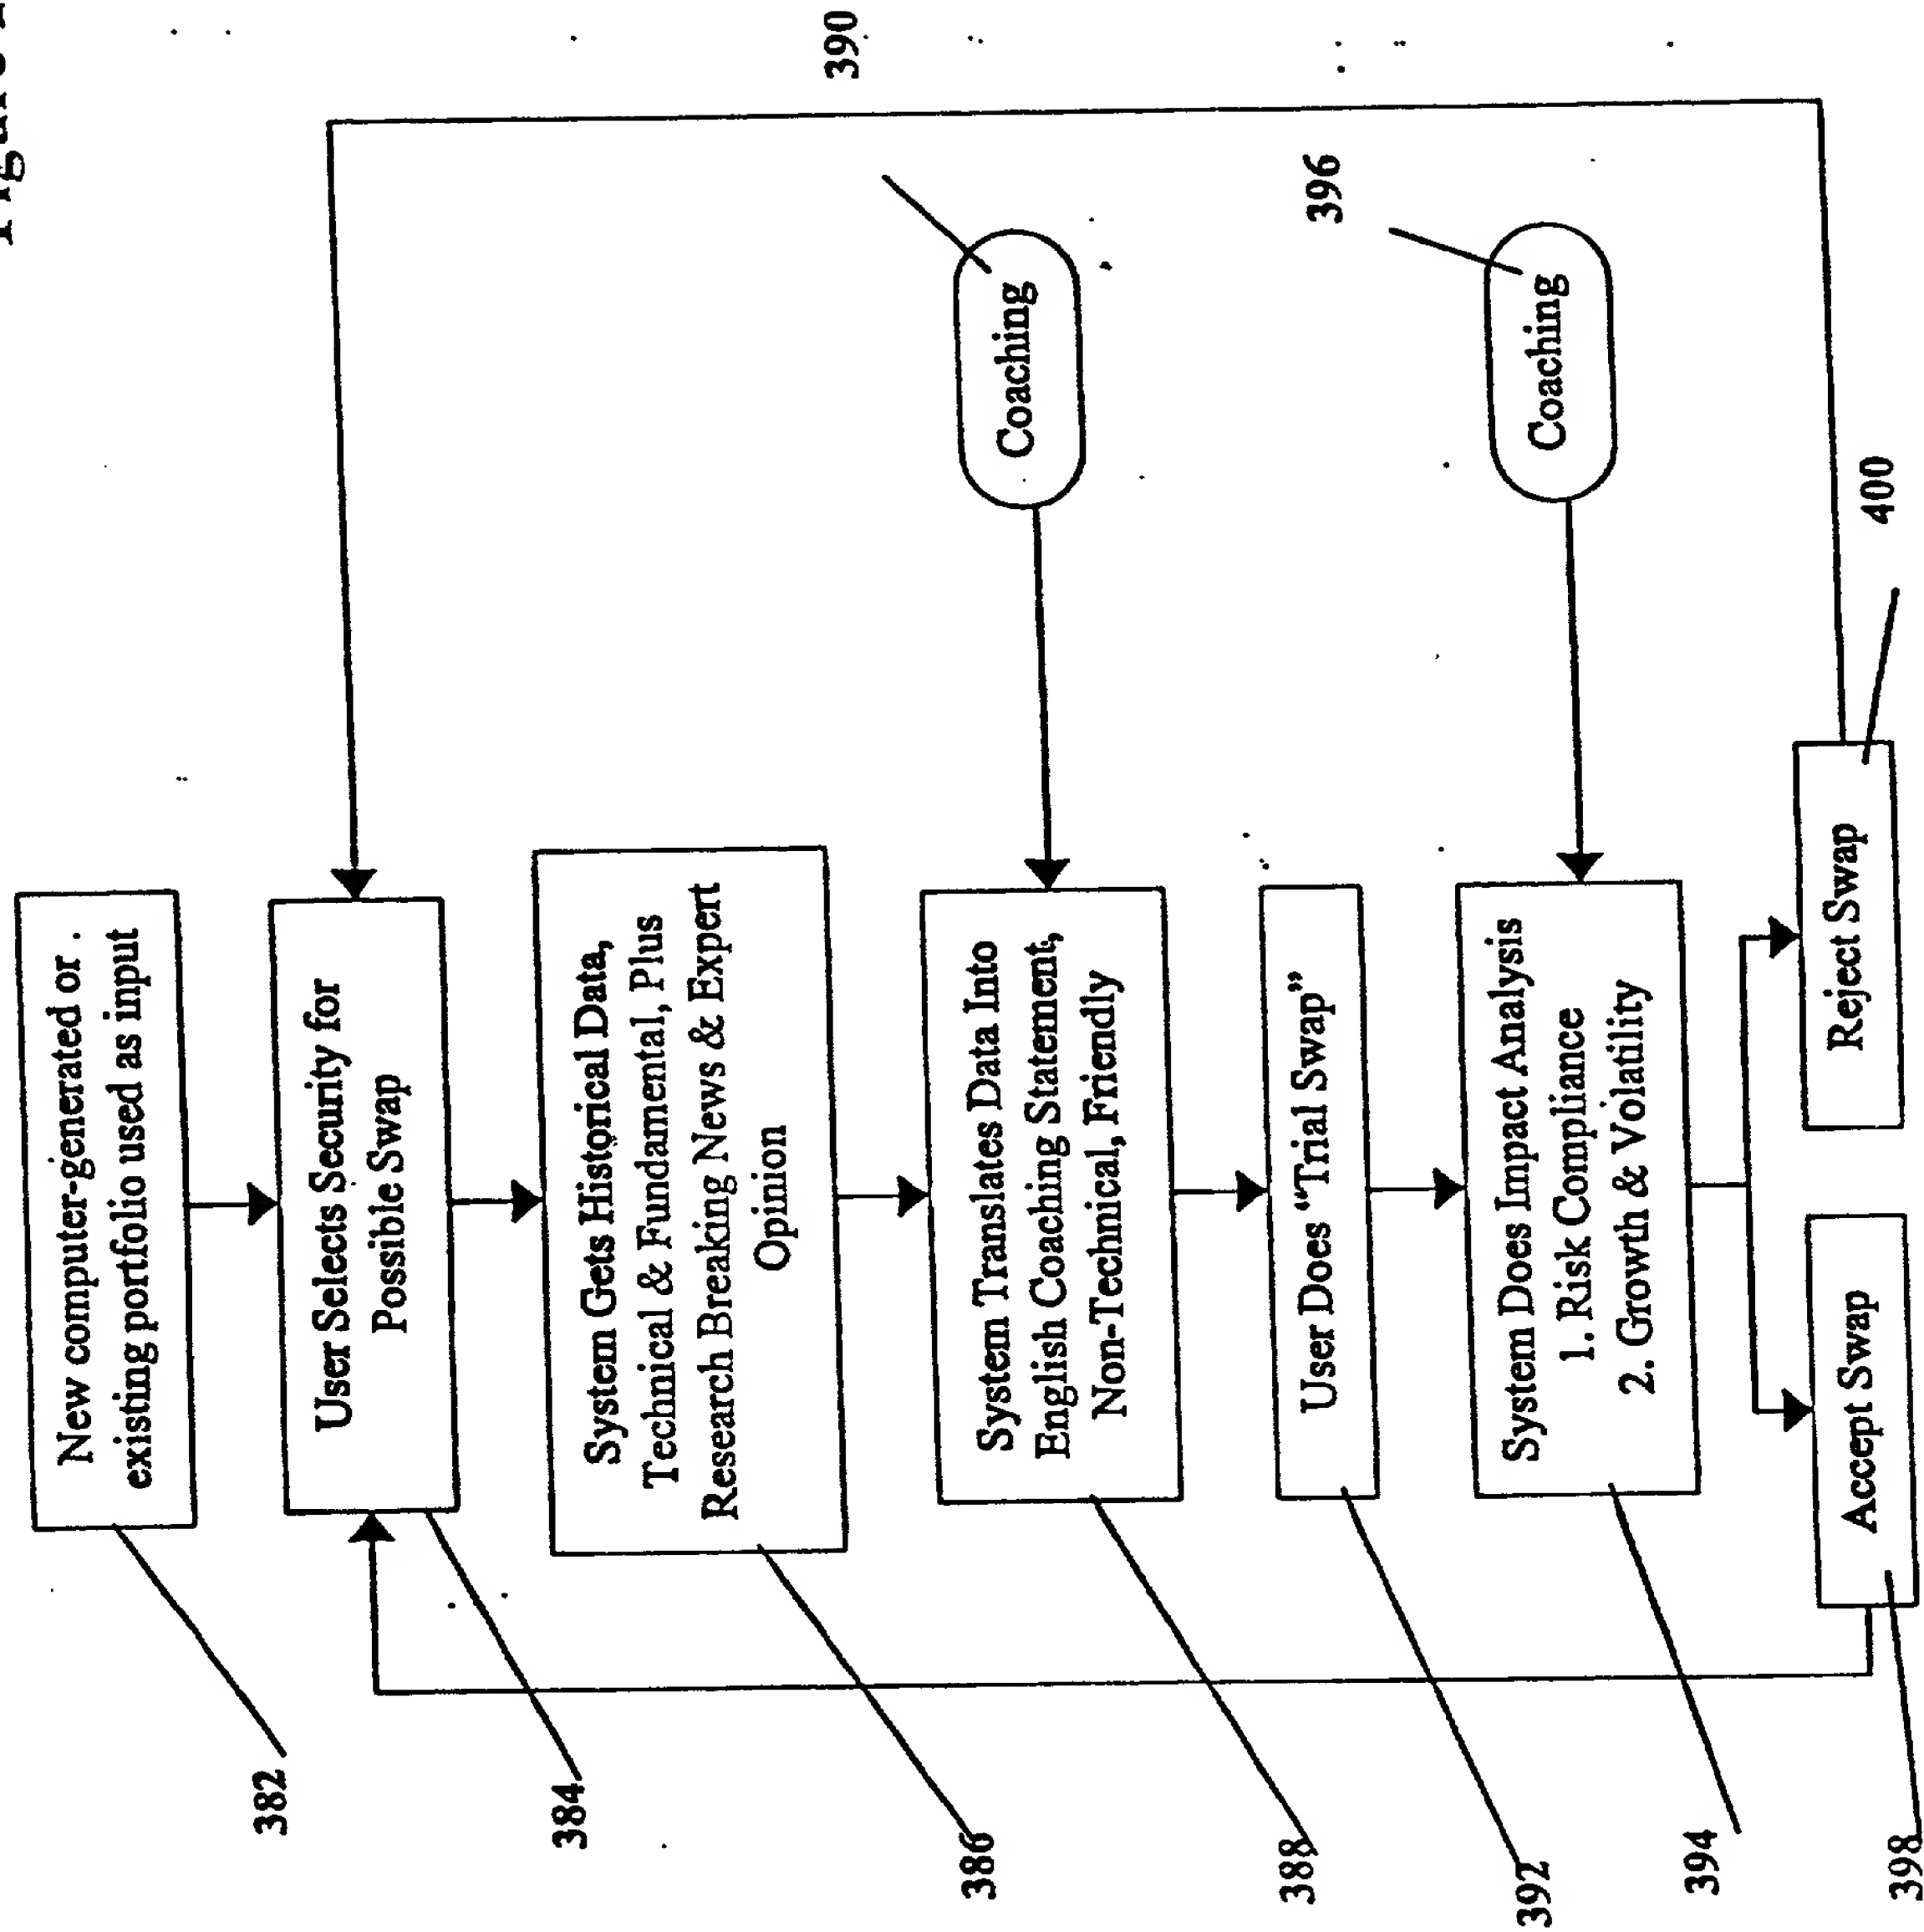 New computer-generated or
existing portfolio used as input
382
User Selects Security for
Possible Swap
384
System Gets Historical Data,
Technical & Fundamental, Plus
Research Breaking News & Expert
Opinion
386
System Translates Data Into
English Coaching Statement,
Non-Technical, Friendly
388
Coaching
390
User Does “Trial Swap”
392
System Does Impact Analysis
1. Risk Compliance
2. Growth & Volatility
394
Coaching
396
Accept Swap
398
Reject Swap
400